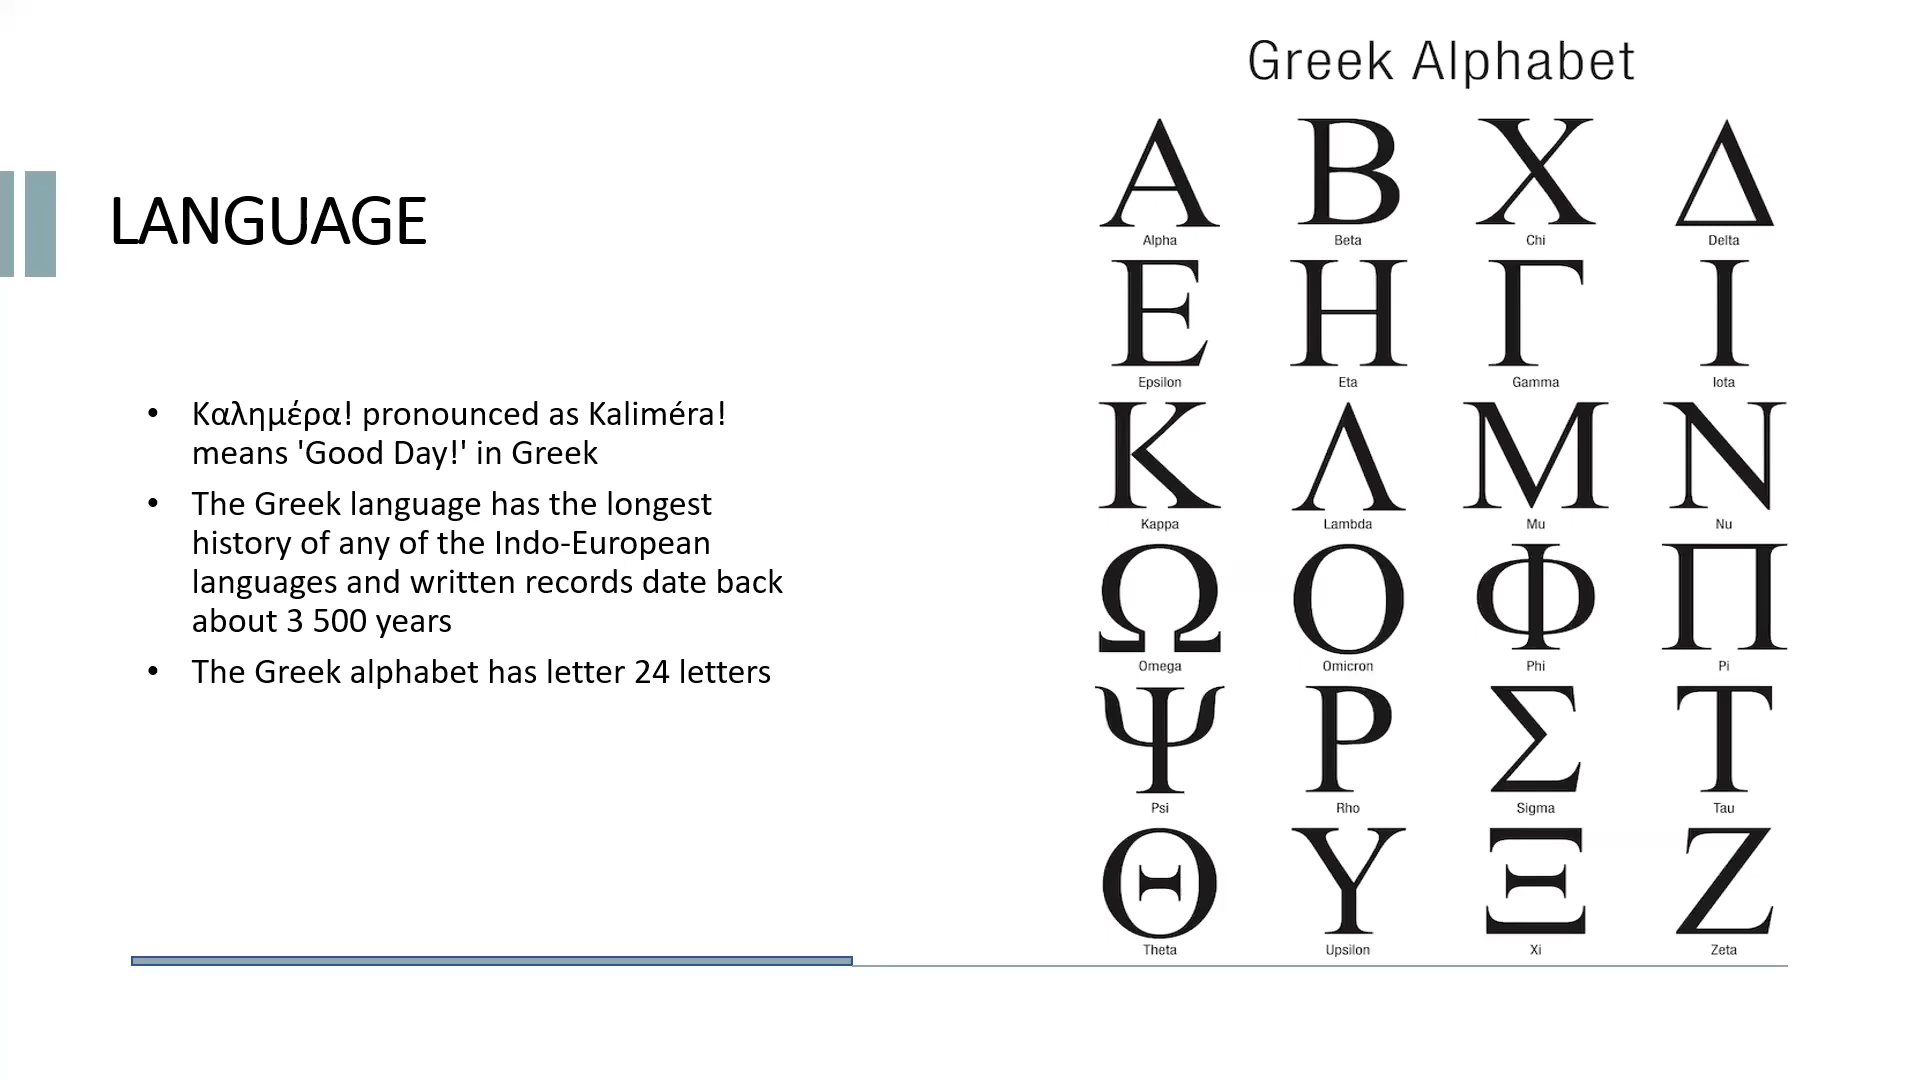 LANGUAGE
• Καλημέρα! pronounced as Kaliméra!
means 'Good Day!' in Greek
• The Greek language has the longest
history of any of the Indo-European
languages and written records date back
about 3 500 years
• The Greek alphabet has letter 24 letters
Greek Alphabet
Α Β Χ Δ
Alpha Beta Chi Delta
Ε Η Γ Ι
Epsilon Eta Gamma Iota
Κ Λ Μ Ν
Kappa Lambda Mu Nu
Ω Ο Φ Π
Omega Omicron Phi Pi
Ψ Ρ Σ Τ
Psi Rho Sigma Tau
Θ Υ Ξ Ζ
Theta Upsilon Xi Zeta